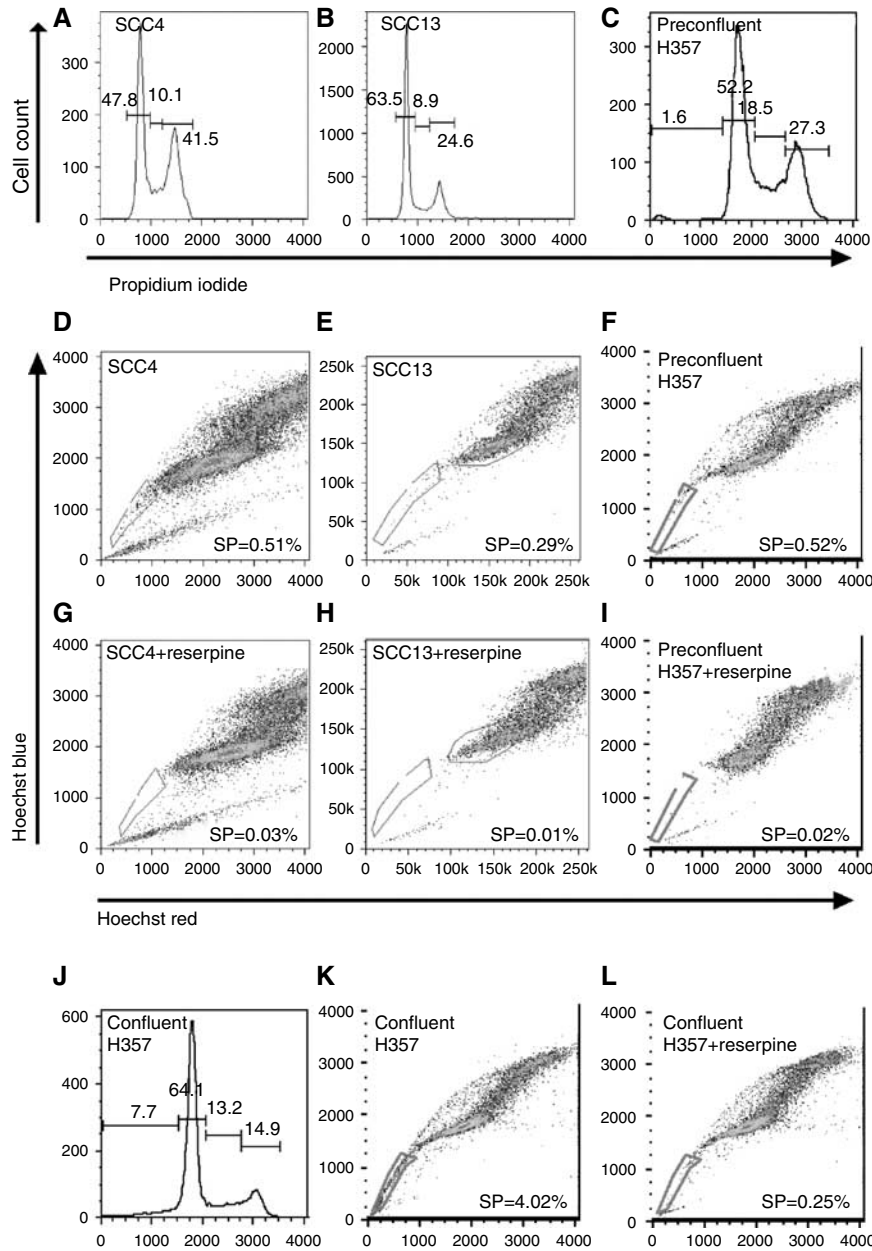 A
SCC4
Cell count
300
200
100
0
47.8
10.1
41.5
0 1000 2000 3000 4000
B
SCC13
2000
1500
1000
500
0
63.5
8.9
24.6
0 1000 2000 3000 4000
C
Preconfluent
H357
300
200
100
0
1.6
52.2
18.5
27.3
0 1000 2000 3000 4000
Propidium iodide
D
SCC4
4000
3000
2000
1000
0
SP=0.51%
0 1000 2000 3000 4000
E
SCC13
250k
200k
150k
100k
50k
0
SP=0.29%
50k 100k 150k 200k 250k
F
Preconfluent
H357
4000
3000
2000
1000
0
SP=0.52%
0 1000 2000 3000 4000
G
SCC4+reserpine
4000
3000
2000
1000
0
SP=0.03%
0 1000 2000 3000 4000
H
SCC13+reserpine
250k
200k
150k
100k
50k
0
SP=0.01%
0 50k 100k 150k 200k 250k
I
Preconfluent
H357+reserpine
4000
3000
2000
1000
0
SP=0.02%
0 1000 2000 3000 4000
Hoechst blue
Hoechst red
J
Confluent
H357
600
400
200
0
7.7
64.1
13.2
14.9
0 1000 2000 3000 4000
K
Confluent
H357
4000
3000
2000
1000
0
SP=4.02%
0 1000 2000 3000 4000
L
Confluent
H357+reserpine
4000
3000
2000
1000
0
SP=0.25%
0 1000 2000 3000 4000